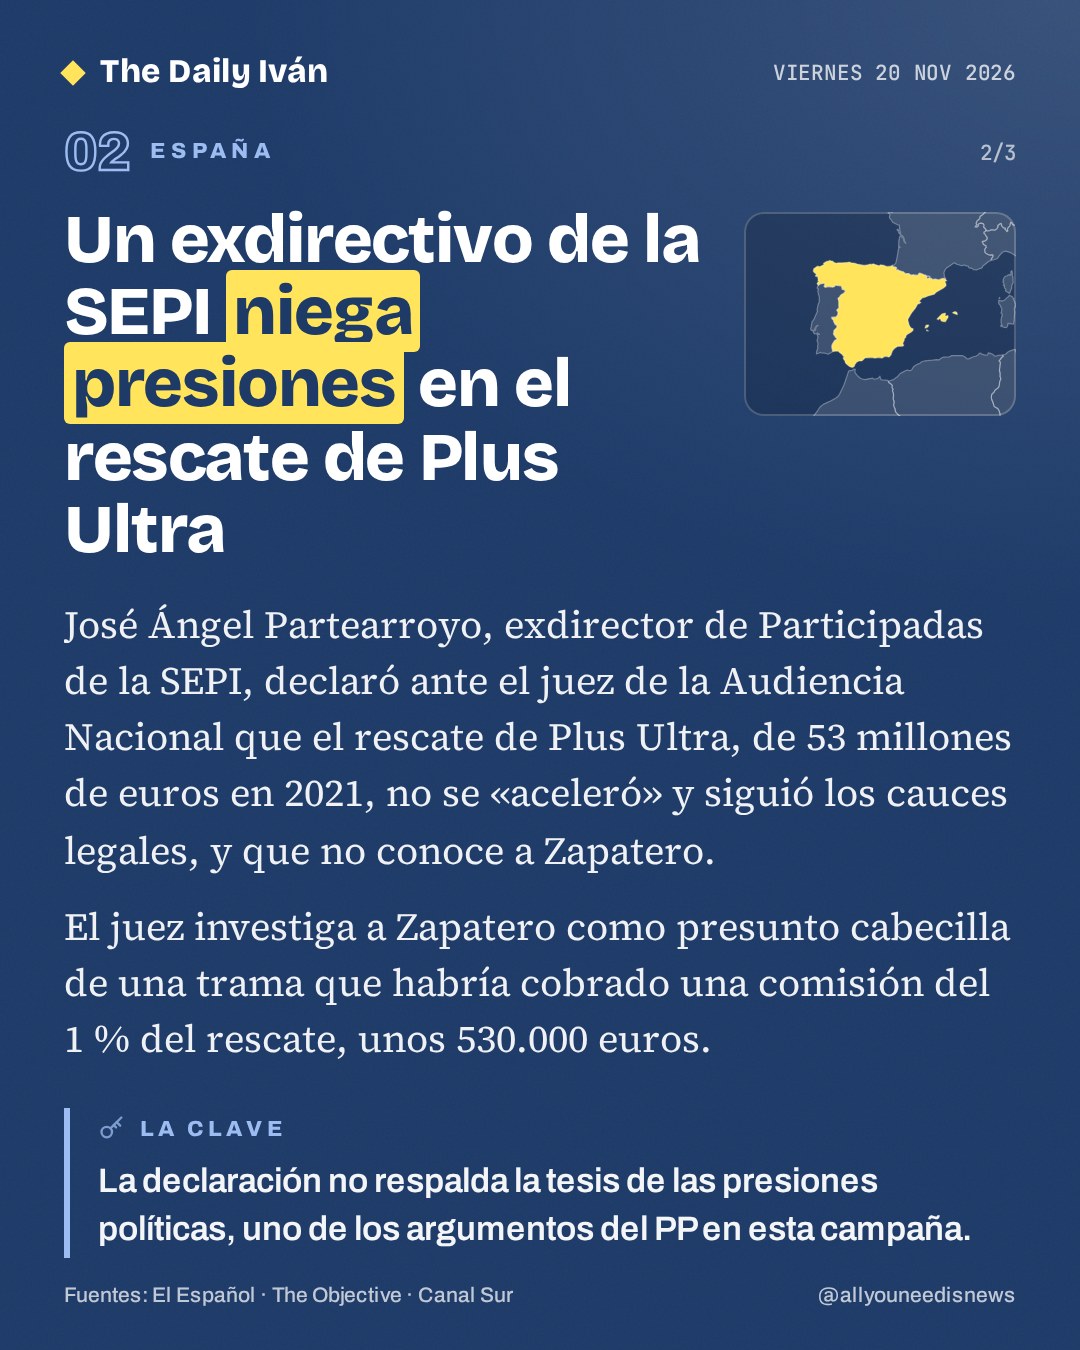 The Daily Iván
VIERNES 20 NOV 2026
02 ESPAÑA
2/3
Un exdirectivo de la
SEPI niega
presiones en el
rescate de Plus
Ultra
José Ángel Partearroyo, exdirector de Participadas
de la SEPI, declaró ante el juez de la Audiencia
Nacional que el rescate de Plus Ultra, de 53 millones
de euros en 2021, no se «aceleró» y siguió los cauces
legales, y que no conoce a Zapatero.
El juez investiga a Zapatero como presunto cabecilla
de una trama que habría cobrado una comisión del
1 % del rescate, unos 530.000 euros.
LA CLAVE
La declaración no respalda la tesis de las presiones
políticas, uno de los argumentos del PP en esta campaña.
Fuentes: El Español · The Objective · Canal Sur
@allyouneedisnews